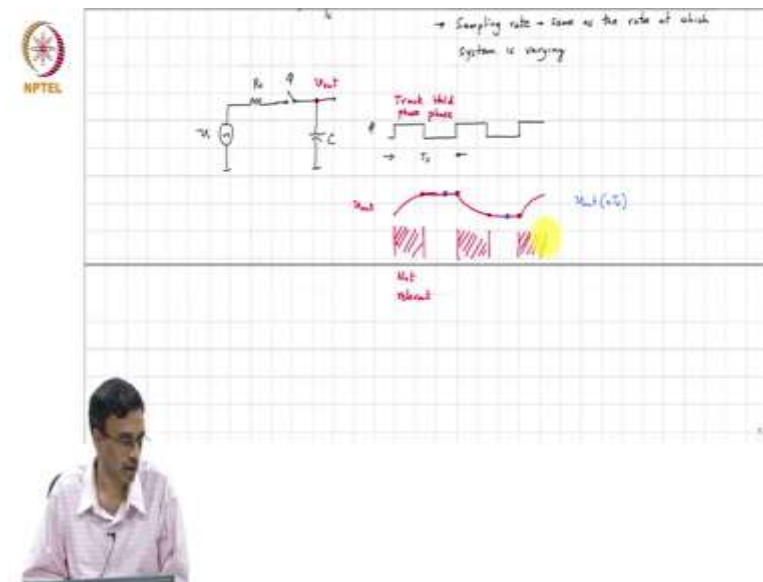 → Sampling rate → Same as the rate at which
system is varying
NPTEL
Rs φ Vout
Track Hold
phase phase
Vs C φ
Ts
Vout Vout(nTs)
Not
relevant